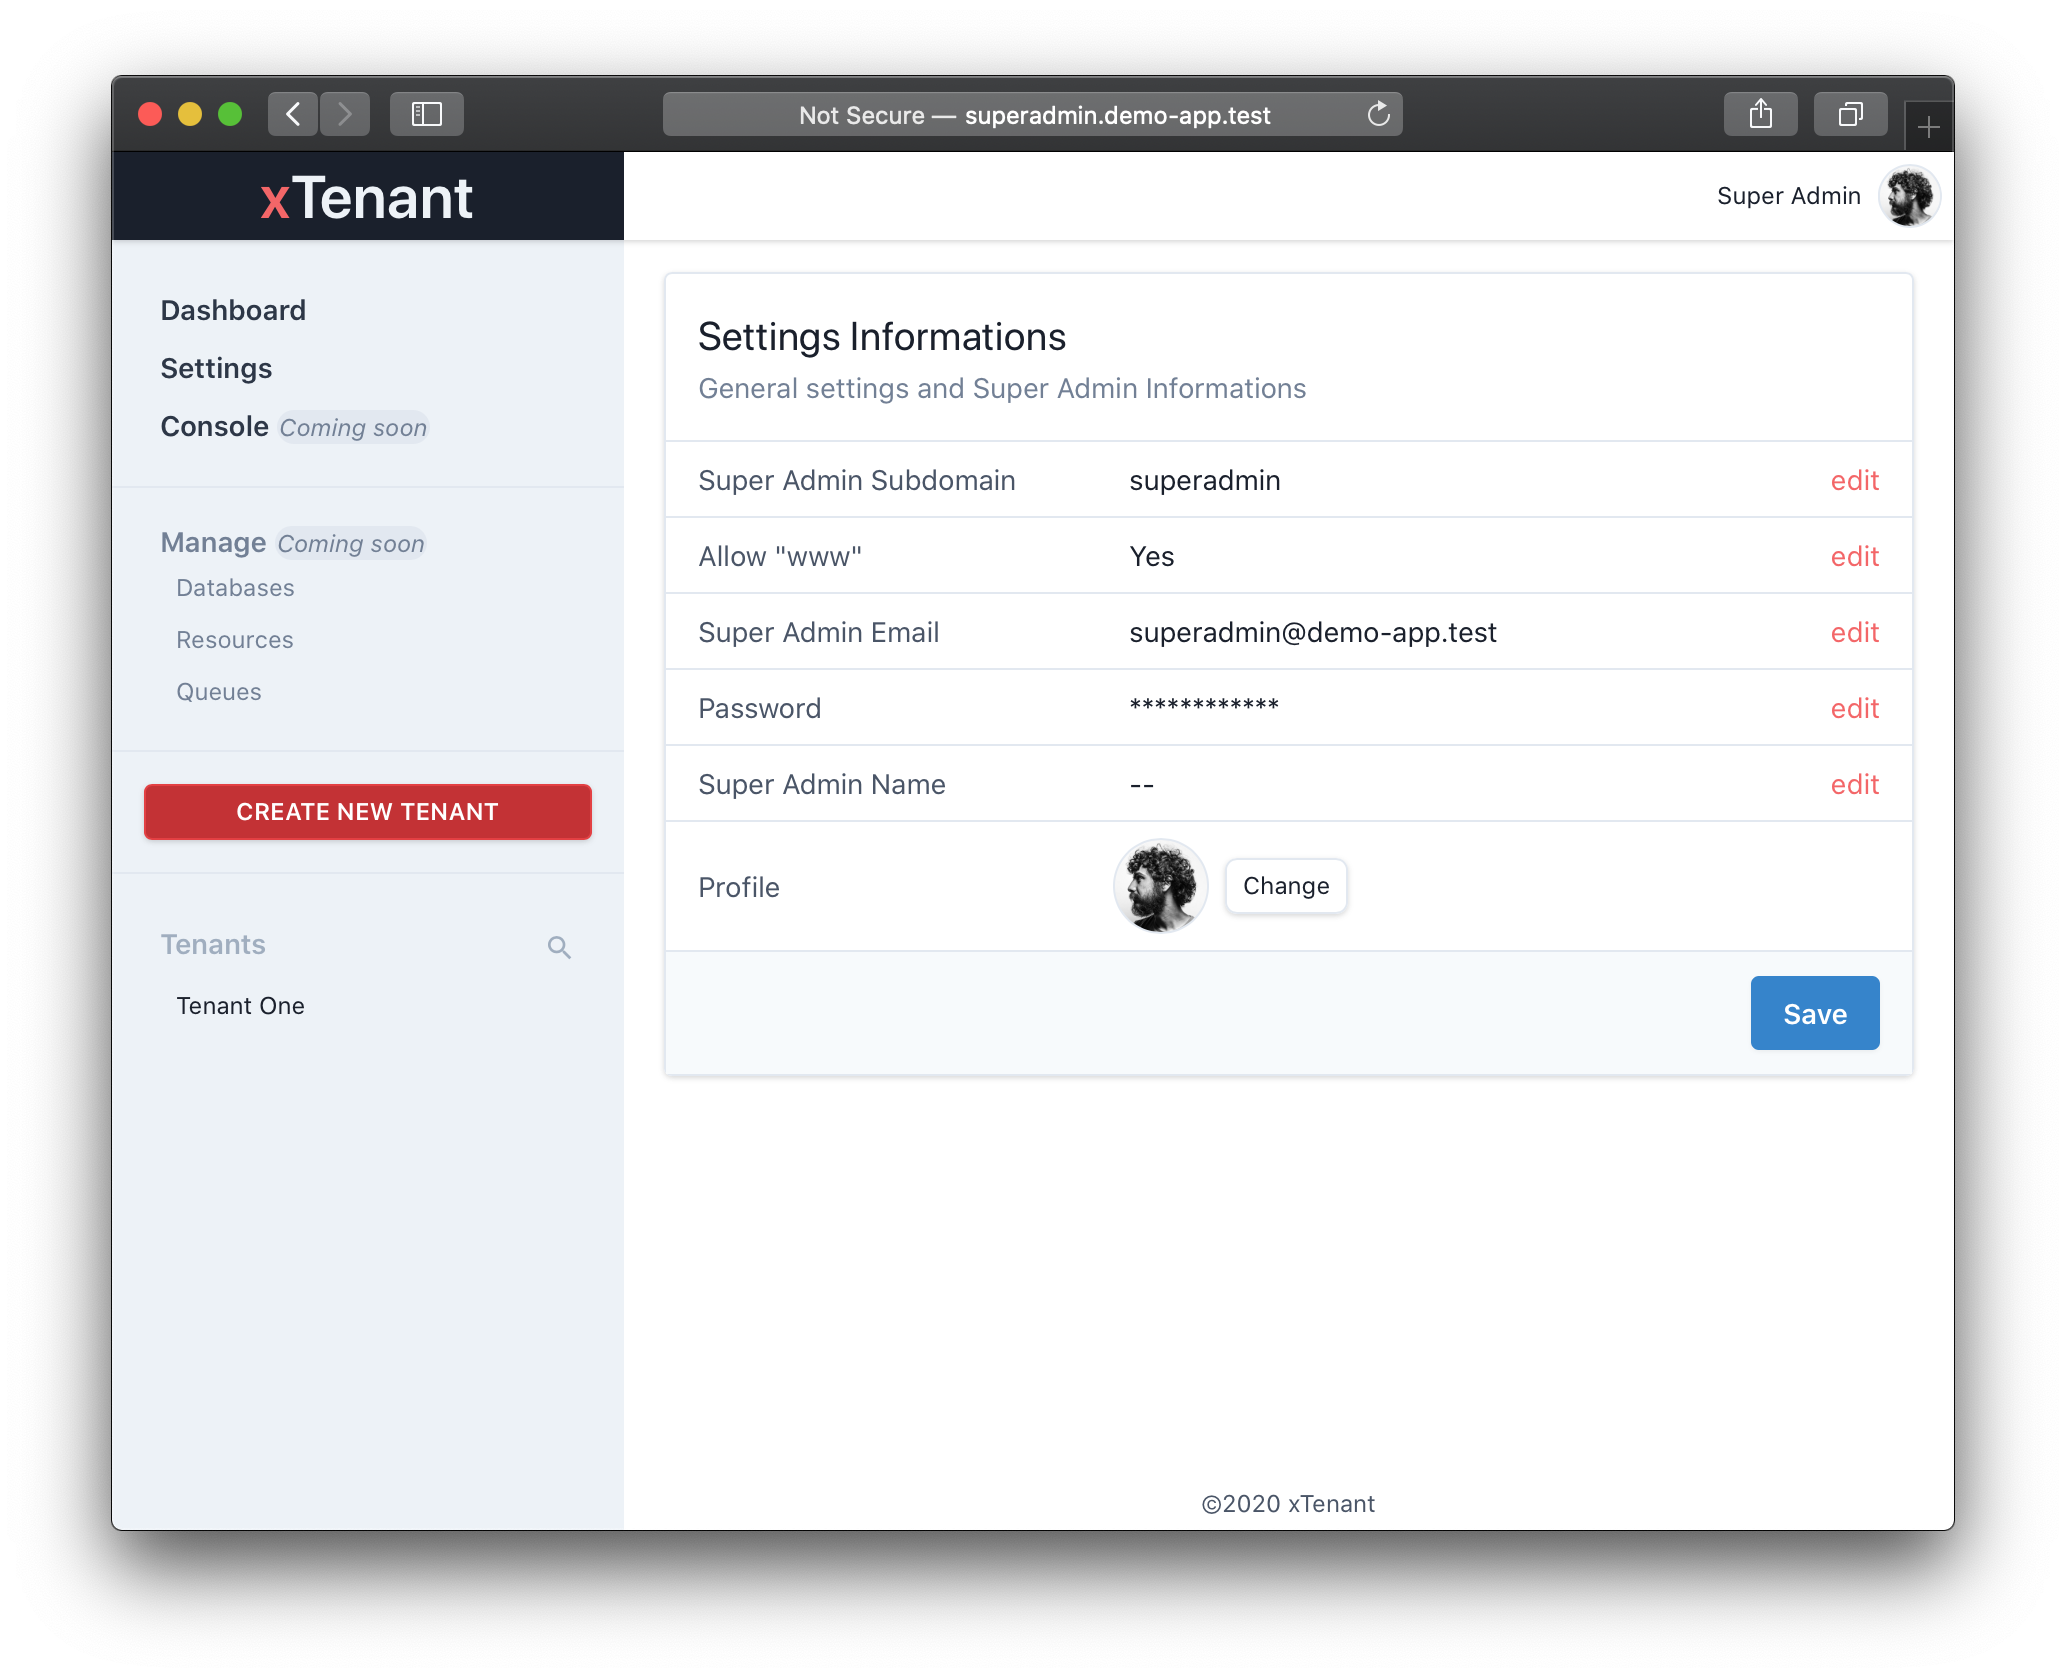 Not Secure — superadmin.demo-app.test
xTenant
Super Admin
Dashboard
Settings
Console Coming soon
Manage Coming soon
Databases
Resources
Queues
CREATE NEW TENANT
Tenants
Tenant One
Settings Informations
General settings and Super Admin Informations
Super Admin Subdomain superadmin edit
Allow "www" Yes edit
Super Admin Email superadmin@demo-app.test edit
Password ************ edit
Super Admin Name -- edit
Profile Change
Save
©2020 xTenant